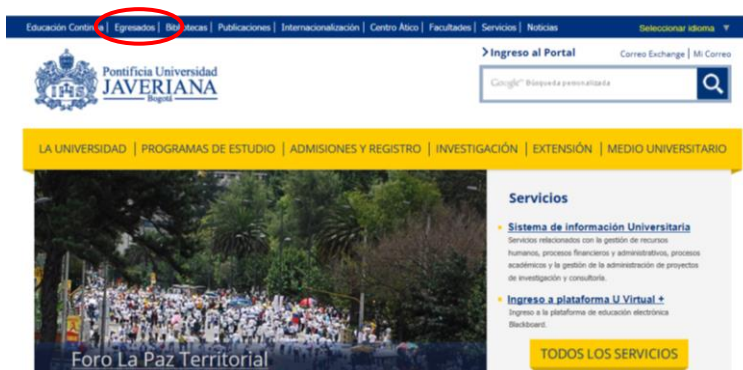 Educación Continua | Egresados | Bibliotecas | Publicaciones | Internacionalización | Centro Ático | Facultades | Servicios | Noticias
Seleccionar idioma ▼
Ingreso al Portal
Correo Exchange | Mi Correo
Pontificia Universidad
JAVERIANA
Bogotá
Google™ Búsqueda personalizada
LA UNIVERSIDAD | PROGRAMAS DE ESTUDIO | ADMISIONES Y REGISTRO | INVESTIGACIÓN | EXTENSIÓN | MEDIO UNIVERSITARIO
Servicios
Sistema de información Universitaria
Servicios relacionados con la gestión de recursos
humanos, procesos financieros y administrativos, procesos
académicos y la gestión de la administración de proyectos
de investigación y consultoría.
Ingreso a plataforma U Virtual +
Ingreso a la plataforma de educación electrónica
Blackboard.
TODOS LOS SERVICIOS
Foro La Paz Territorial